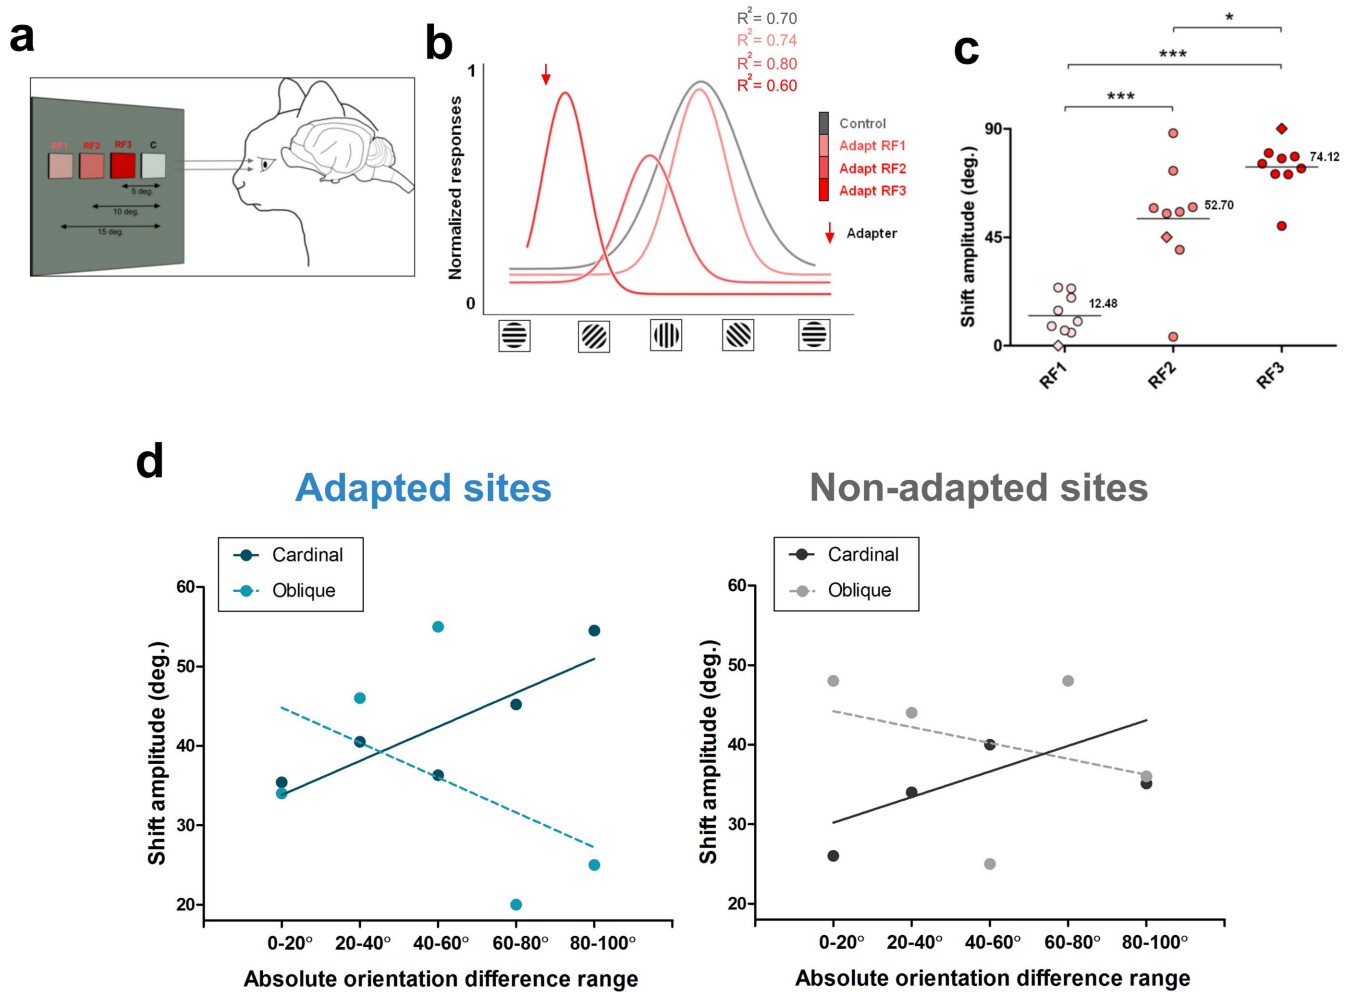 a
RF1 RF2 RF3 C
5 deg.
10 deg.
15 deg.
b
R² = 0.70
R² = 0.74
R² = 0.80
R² = 0.60
1
Normalized responses
0
Control
Adapt RF1
Adapt RF2
Adapt RF3
Adapter
c
*
***
***
90
45
0
Shift amplitude (deg.)
12.48
52.70
74.12
RF1 RF2 RF3
d
Adapted sites
Cardinal
Oblique
60
50
40
30
20
Shift amplitude (deg.)
0-20° 20-40° 40-60° 60-80° 80-100°
Absolute orientation difference range
Non-adapted sites
Cardinal
Oblique
60
50
40
30
20
Shift amplitude (deg.)
0-20° 20-40° 40-60° 60-80° 80-100°
Absolute orientation difference range